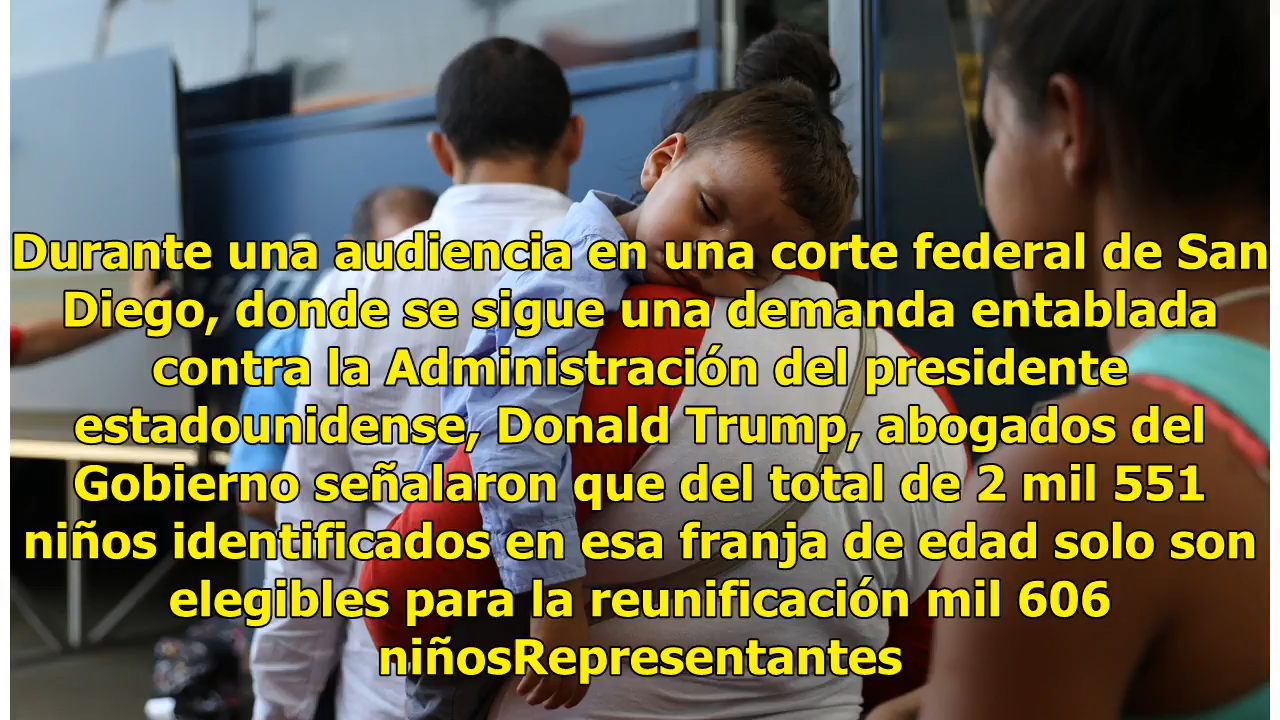 Durante una audiencia en una corte federal de San
Diego, donde se sigue una demanda entablada
contra la Administración del presidente
estadounidense, Donald Trump, abogados del
Gobierno señalaron que del total de 2 mil 551
niños identificados en esa franja de edad solo son
elegibles para la reunificación mil 606
niñosRepresentantes